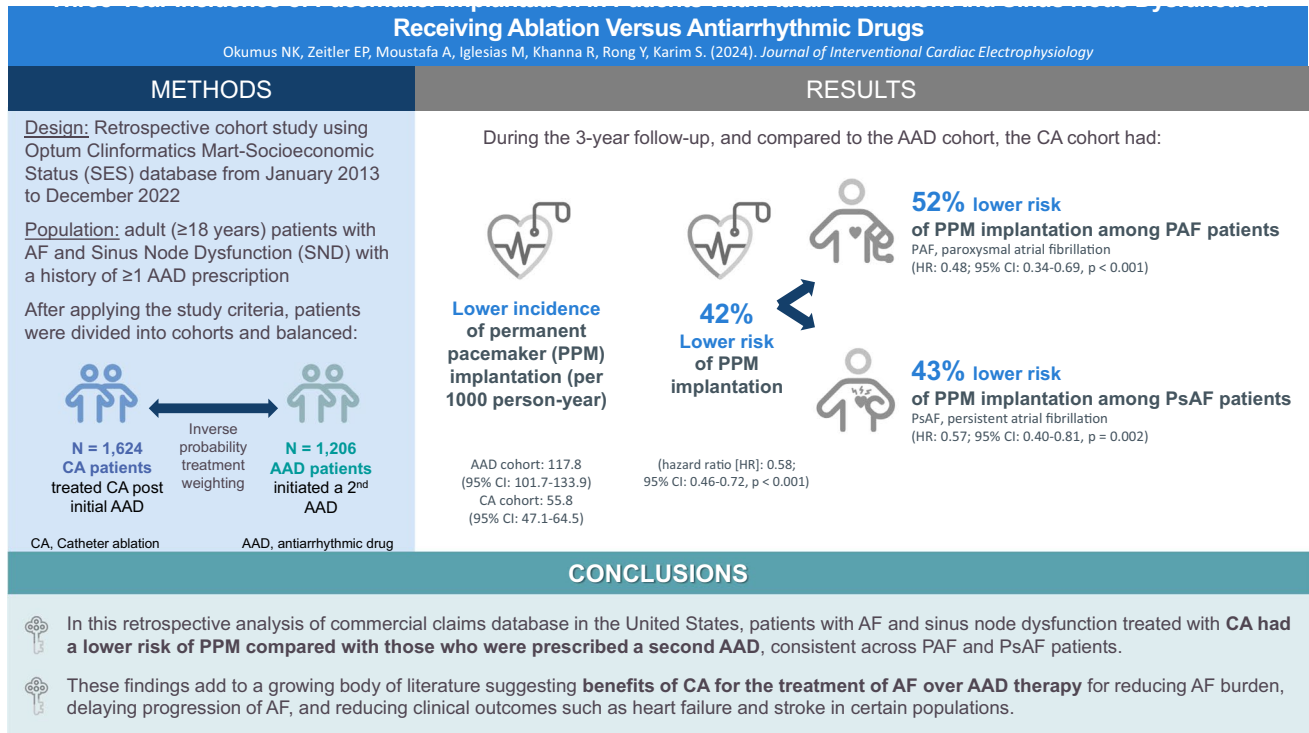 Three-Year Incidence of Pacemaker Implantation in Patients With Atrial Fibrillation and Sinus Node Dysfunction
Receiving Ablation Versus Antiarrhythmic Drugs
Okumus NK, Zeitler EP, Moustafa A, Iglesias M, Khanna R, Rong Y, Karim S. (2024). Journal of Interventional Cardiac Electrophysiology
METHODS
Design: Retrospective cohort study using
Optum Clinformatics Mart-Socioeconomic
Status (SES) database from January 2013
to December 2022
Population: adult (≥18 years) patients with
AF and Sinus Node Dysfunction (SND) with
a history of ≥1 AAD prescription
After applying the study criteria, patients
were divided into cohorts and balanced:
N = 1,624
CA patients
treated CA post
initial AAD
Inverse
probability
treatment
weighting
N = 1,206
AAD patients
initiated a 2nd
AAD
CA, Catheter ablation
AAD, antiarrhythmic drug
RESULTS
During the 3-year follow-up, and compared to the AAD cohort, the CA cohort had:
Lower incidence
of permanent
pacemaker (PPM)
implantation (per
1000 person-year)
AAD cohort: 117.8
(95% CI: 101.7-133.9)
CA cohort: 55.8
(95% CI: 47.1-64.5)
42%
Lower risk
of PPM
implantation
(hazard ratio [HR]: 0.58;
95% CI: 0.46-0.72, p < 0.001)
52% lower risk
of PPM implantation among PAF patients
PAF, paroxysmal atrial fibrillation
(HR: 0.48; 95% CI: 0.34-0.69, p < 0.001)
43% lower risk
of PPM implantation among PsAF patients
PsAF, persistent atrial fibrillation
(HR: 0.57; 95% CI: 0.40-0.81, p = 0.002)
CONCLUSIONS
In this retrospective analysis of commercial claims database in the United States, patients with AF and sinus node dysfunction treated with CA had
a lower risk of PPM compared with those who were prescribed a second AAD, consistent across PAF and PsAF patients.
These findings add to a growing body of literature suggesting benefits of CA for the treatment of AF over AAD therapy for reducing AF burden,
delaying progression of AF, and reducing clinical outcomes such as heart failure and stroke in certain populations.